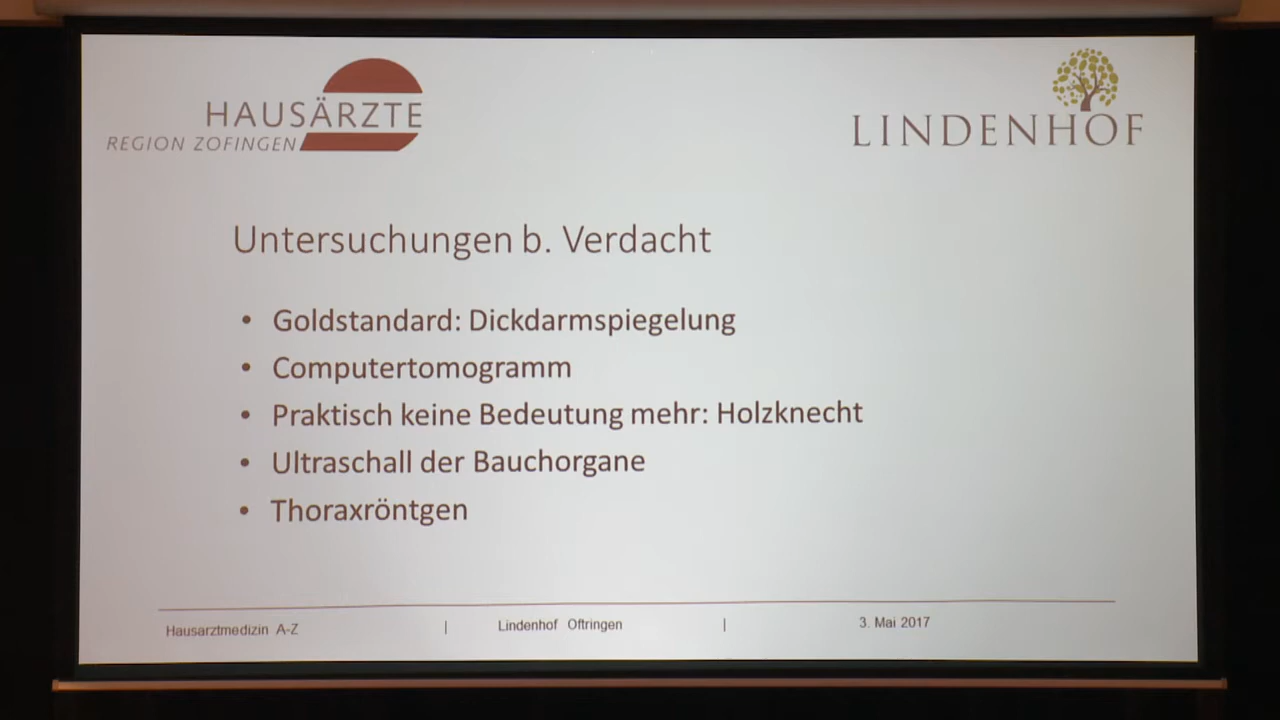 HAUSÄRZTE
REGION ZOFINGEN
LINDENHOF
Untersuchungen b. Verdacht
• Goldstandard: Dickdarmspiegelung
• Computertomogramm
• Praktisch keine Bedeutung mehr: Holzknecht
• Ultraschall der Bauchorgane
• Thoraxröntgen
Hausarztmedizin A-Z | Lindenhof Oftringen | 3. Mai 2017